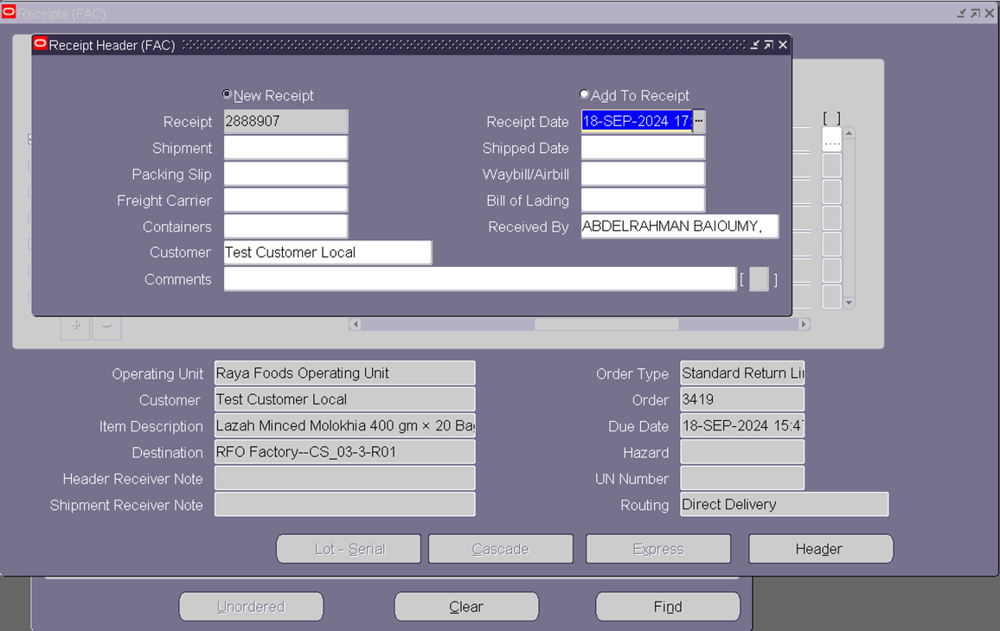 Receipts (FAC)
Receipt Header (FAC)
New Receipt
Add To Receipt
Receipt 2888907
Receipt Date 18-SEP-2024 17:
[ ]
Shipment
Shipped Date
Packing Slip
Waybill/Airbill
Freight Carrier
Bill of Lading
Containers
Received By ABDELRAHMAN BAIOUMY,
Customer Test Customer Local
Comments [ ]
Operating Unit Raya Foods Operating Unit
Order Type Standard Return Li
Customer Test Customer Local
Order 3419
Item Description Lazah Minced Molokhia 400 gm × 20 Ba
Due Date 18-SEP-2024 15:4
Destination RFO Factory--CS_03-3-R01
Hazard
Header Receiver Note
UN Number
Shipment Receiver Note
Routing Direct Delivery
Lot - Serial
Cascade
Express
Header
Unordered
Clear
Find